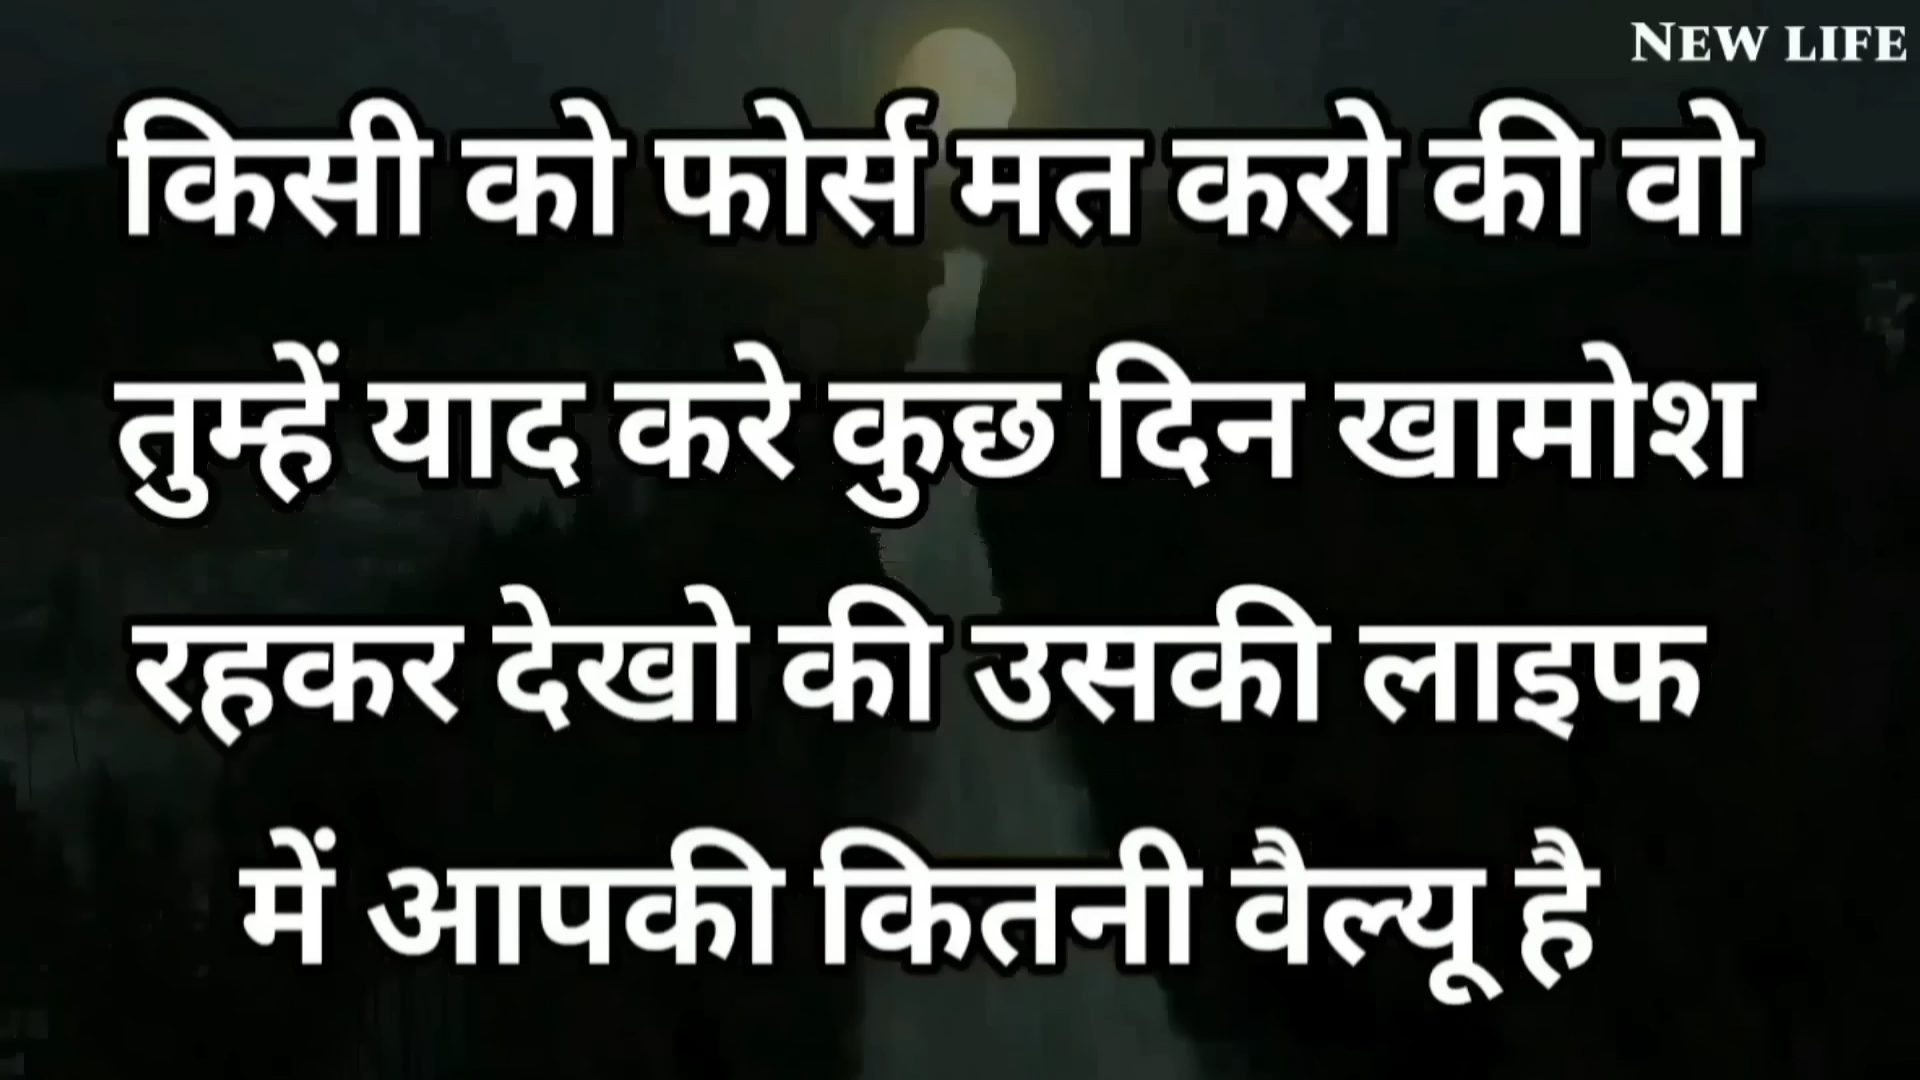 NEW LIFE
किसी को फोर्स मत करो की वो
तुम्हें याद करे कुछ दिन खामोश
रहकर देखो की उसकी लाइफ
में आपकी कितनी वैल्यू है